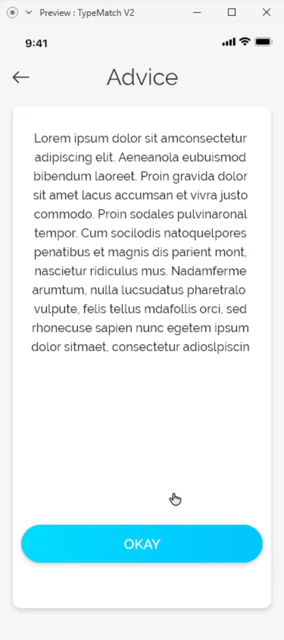 Preview : TypeMatch V2
9:41
Advice
Lorem ipsum dolor sit amconsectetur
adipiscing elit. Aeneanola eubuismod
bibendum laoreet. Proin gravida dolor
sit amet lacus accumsan et vivra justo
commodo. Proin sodales pulvinaronal
tempor. Cum socilodis natoquelpores
penatibus et magnis dis parient mont,
nascietur ridiculus mus. Nadamferme
arumtum, nulla lucsudatus pharetralo
vulpute, felis tellus mdafollis orci, sed
rhonecuse sapien nunc egetem ipsum
dolor sitmaet, consectetur adioslpiscin
OKAY